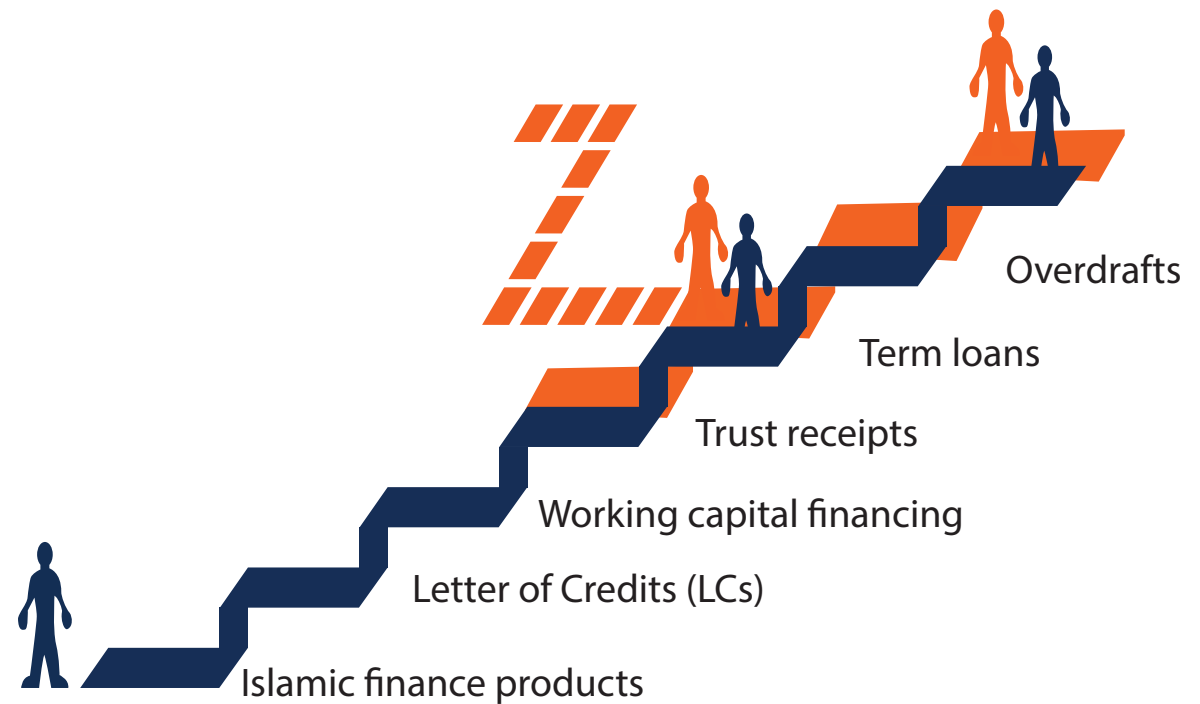 Overdrafts
Term loans
Trust receipts
Working capital financing
Letter of Credits (LCs)
Islamic finance products